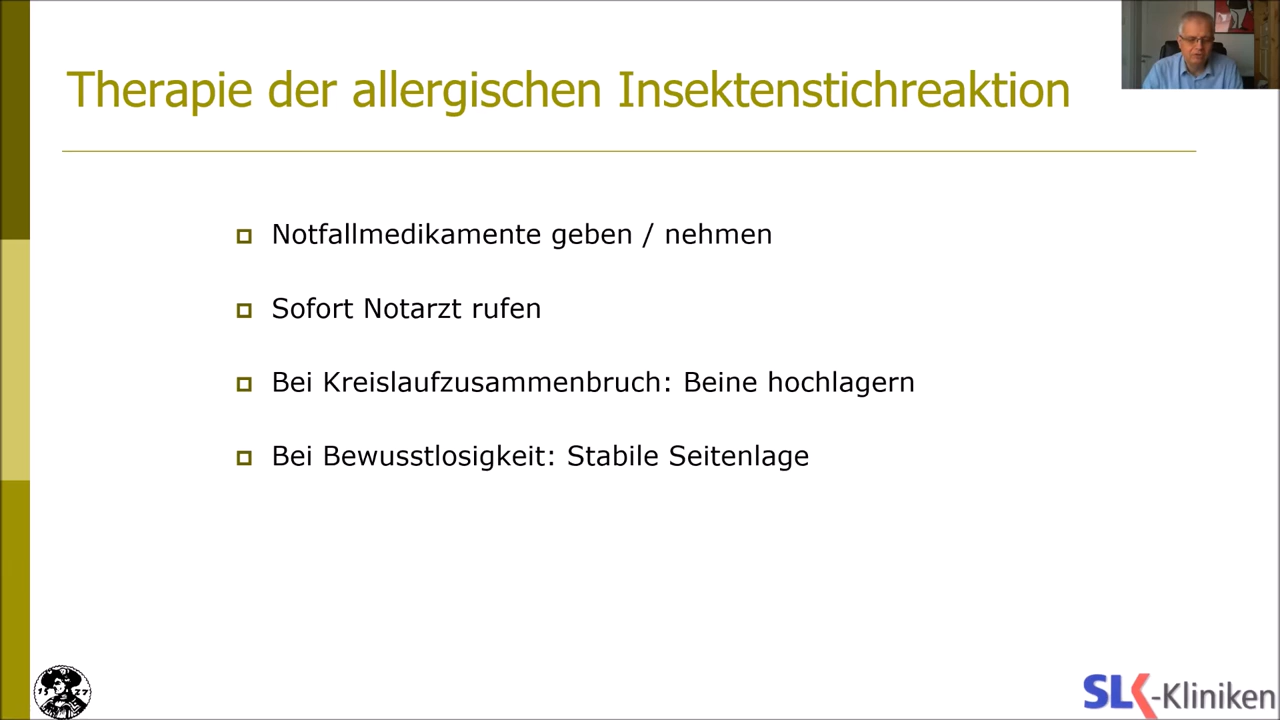 Therapie der allergischen Insektenstichreaktion
Notfallmedikamente geben / nehmen
Sofort Notarzt rufen
Bei Kreislaufzusammenbruch: Beine hochlagern
Bei Bewusstlosigkeit: Stabile Seitenlage
1527
SLK-Kliniken